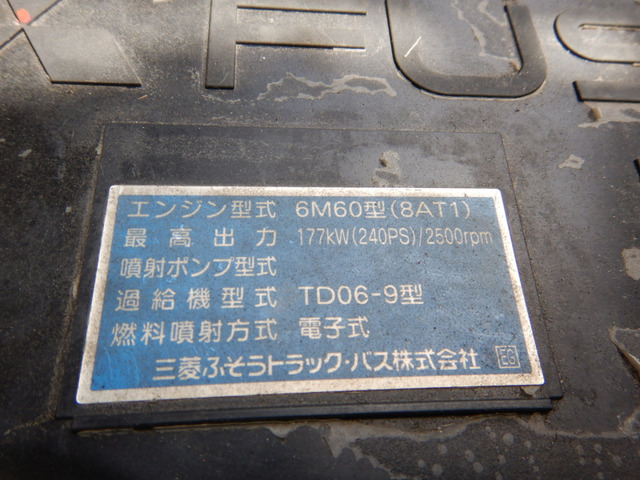 FUS
エンジン型式 6M60型(8AT1)
最高出力 177kW(240PS)/2500rpm
噴射ポンプ型式
過給機型式 TD06-9型
燃料噴射方式 電子式
三菱ふそうトラック・バス株式会社 EG